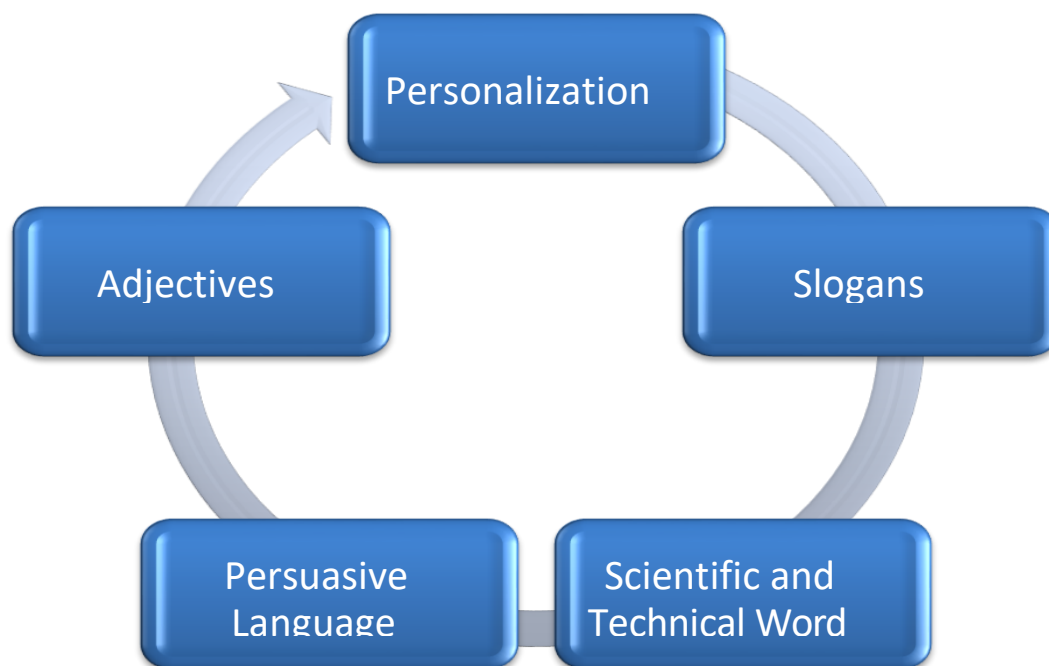 Personalization
Slogans
Scientific and
Technical Word
Persuasive
Language
Adjectives